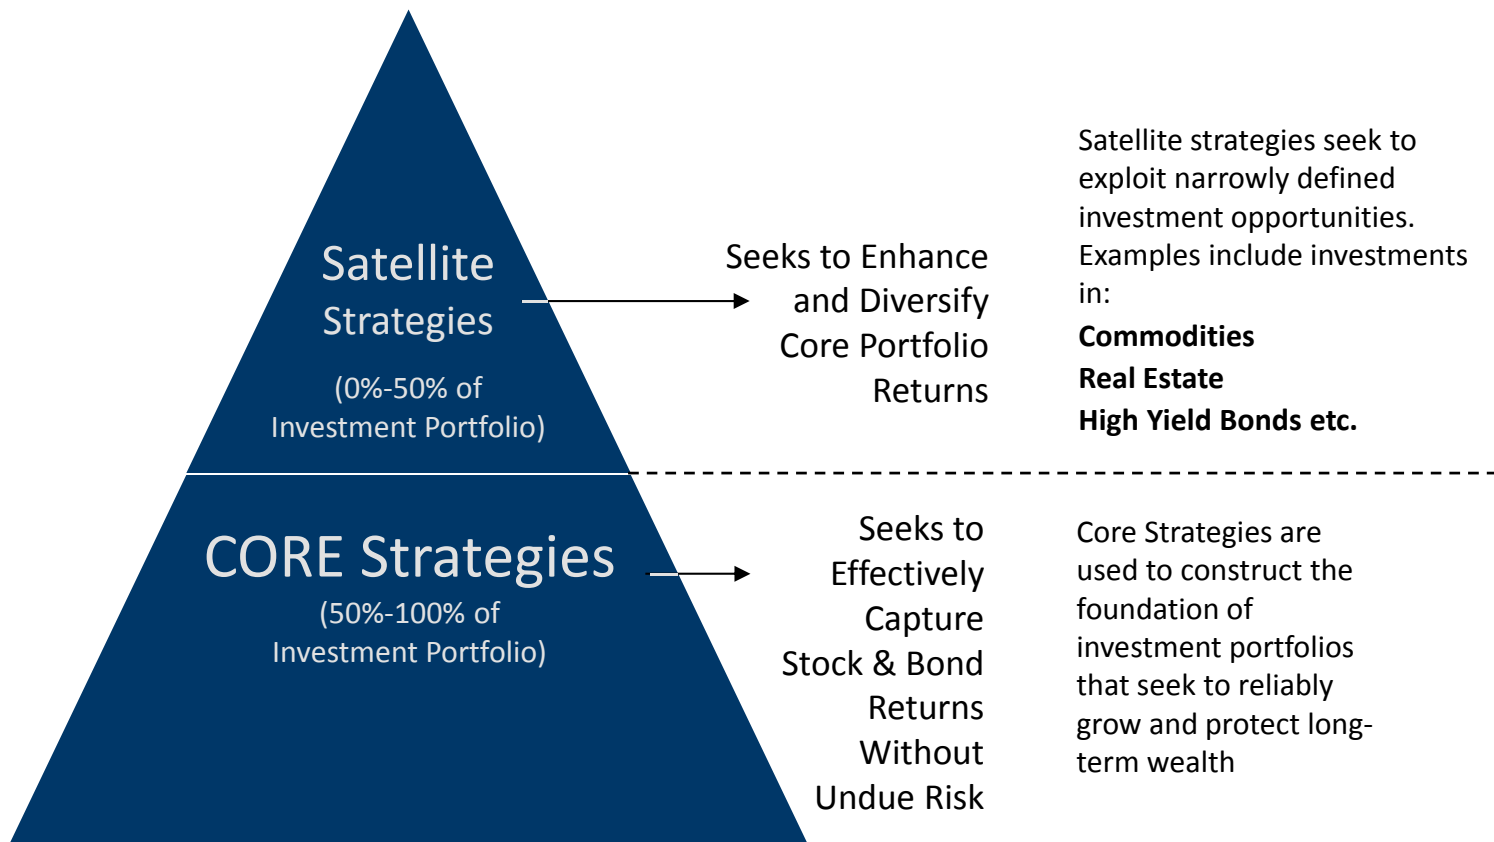 Satellite
Strategies
(0%-50% of
Investment Portfolio)
Seeks to Enhance
and Diversify
Core Portfolio
Returns
Satellite strategies seek to
exploit narrowly defined
investment opportunities.
Examples include investments
in:
Commodities
Real Estate
High Yield Bonds etc.
CORE Strategies
(50%-100% of
Investment Portfolio)
Seeks to
Effectively
Capture
Stock & Bond
Returns
Without
Undue Risk
Core Strategies are
used to construct the
foundation of
investment portfolios
that seek to reliably
grow and protect long-
term wealth